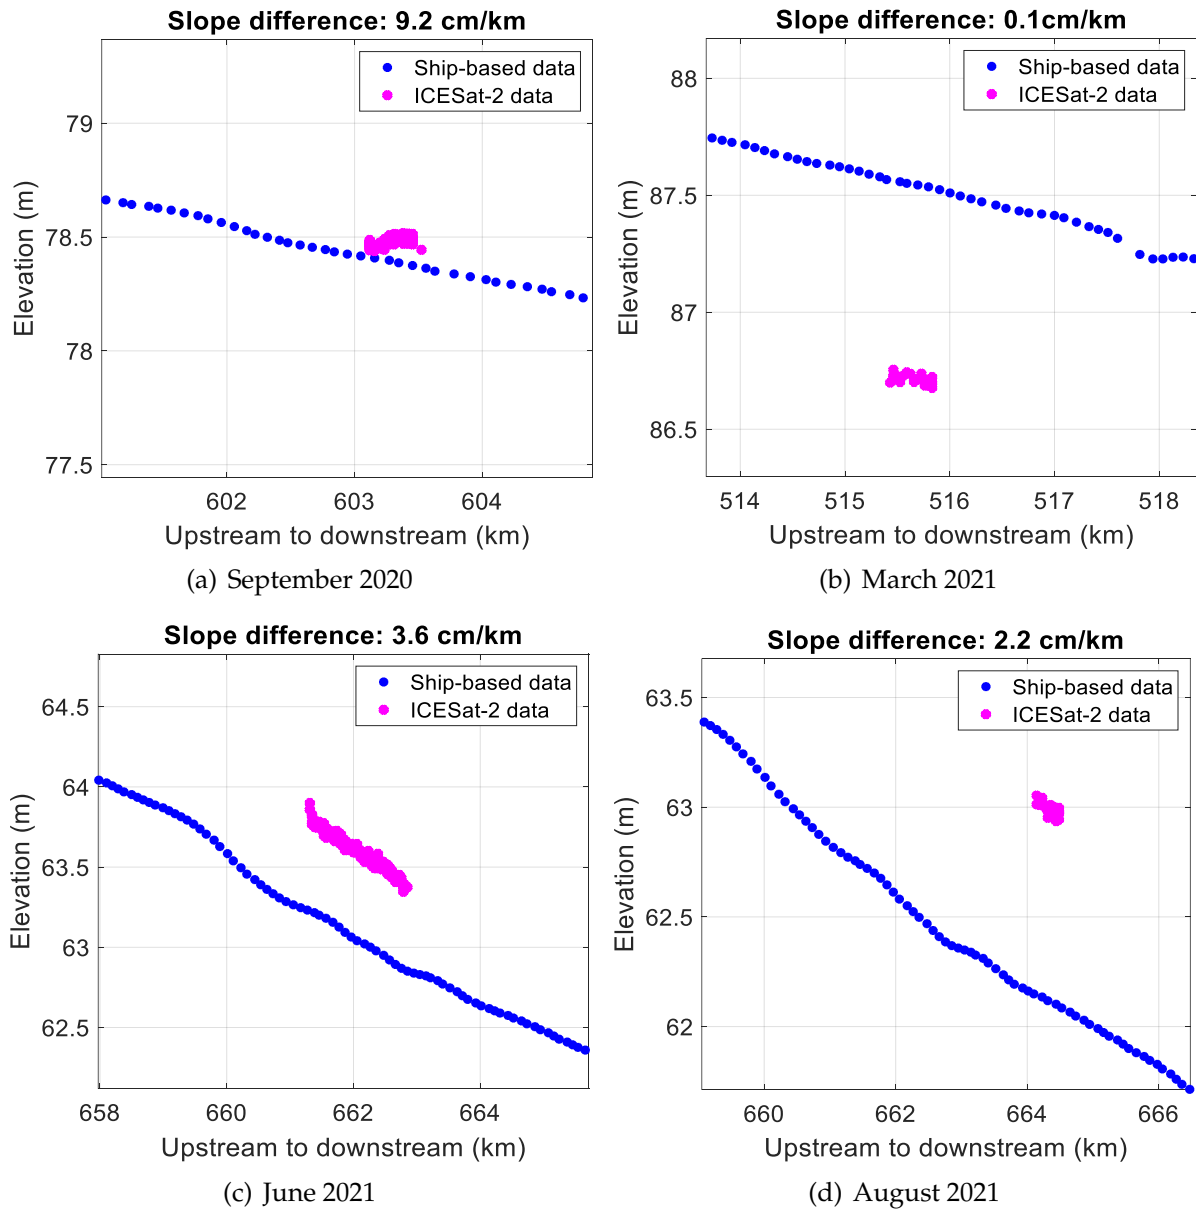 Slope difference: 9.2 cm/km
Ship-based data
ICESat-2 data
79
78.5
78
77.5
Elevation (m)
602 603 604
Upstream to downstream (km)
(a) September 2020
Slope difference: 0.1cm/km
Ship-based data
ICESat-2 data
88
87.5
87
86.5
Elevation (m)
514 515 516 517 518
Upstream to downstream (km)
(b) March 2021
Slope difference: 3.6 cm/km
Ship-based data
ICESat-2 data
64.5
64
63.5
63
62.5
Elevation (m)
658 660 662 664
Upstream to downstream (km)
(c) June 2021
Slope difference: 2.2 cm/km
Ship-based data
ICESat-2 data
63.5
63
62.5
62
Elevation (m)
660 662 664 666
Upstream to downstream (km)
(d) August 2021